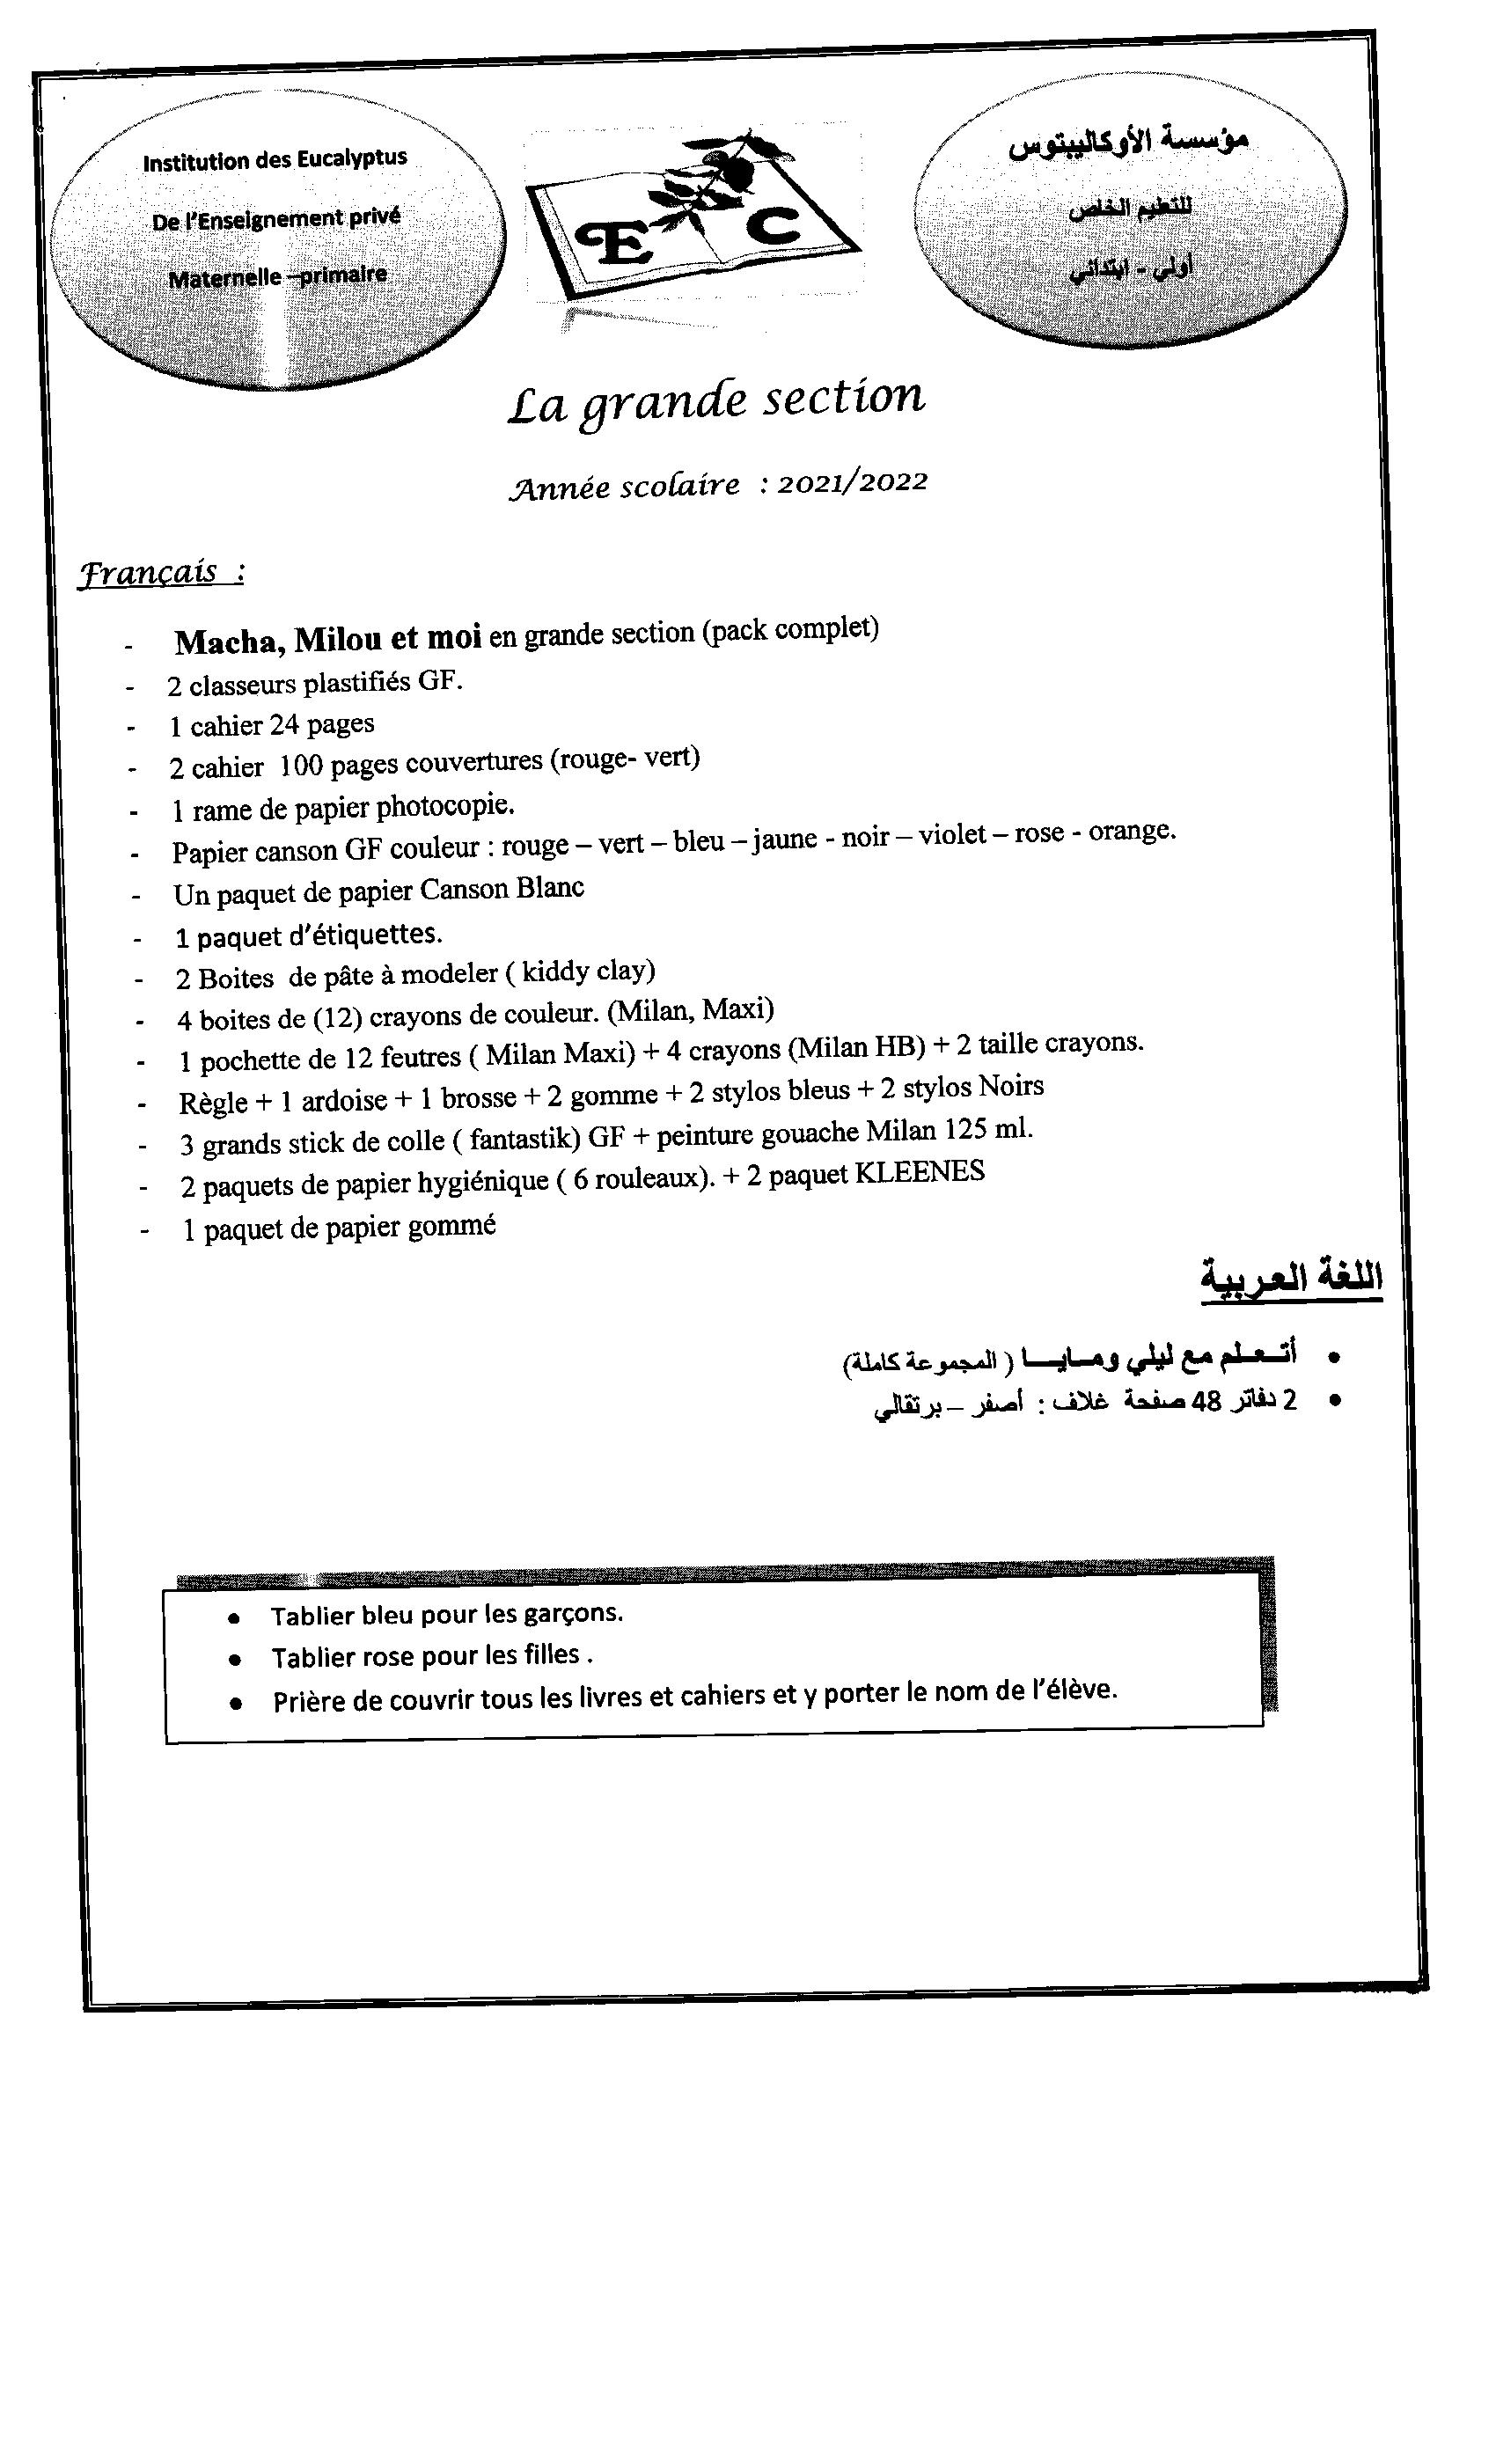 Institution des Eucalyptus
De l'Enseignement privé
Maternelle –primaire
E C
مؤسسة الأوكاليبتوس
للتعليم الخاص
أولي - ابتدائي
La grande section
Année scolaire : 2021/2022
Français :
- Macha, Milou et moi en grande section (pack complet)
- 2 classeurs plastifiés GF.
- 1 cahier 24 pages
- 2 cahier 100 pages couvertures (rouge- vert)
- 1 rame de papier photocopie.
- Papier canson GF couleur : rouge – vert – bleu – jaune - noir – violet – rose - orange.
- Un paquet de papier Canson Blanc
- 1 paquet d'étiquettes.
- 2 Boites de pâte à modeler ( kiddy clay)
- 4 boites de (12) crayons de couleur. (Milan, Maxi)
- 1 pochette de 12 feutres ( Milan Maxi) + 4 crayons (Milan HB) + 2 taille crayons.
- Règle + 1 ardoise + 1 brosse + 2 gomme + 2 stylos bleus + 2 stylos Noirs
- 3 grands stick de colle ( fantastik) GF + peinture gouache Milan 125 ml.
- 2 paquets de papier hygiénique ( 6 rouleaux). + 2 paquet KLEENES
- 1 paquet de papier gommé
اللغة العربية
• أتـعـلم مع ليلي ومـايــا ( المجموعة كاملة)
• 2 دفاتر 48 صفحة غلاف : أصفر – برتقالي
• Tablier bleu pour les garçons.
• Tablier rose pour les filles .
• Prière de couvrir tous les livres et cahiers et y porter le nom de l'élève.